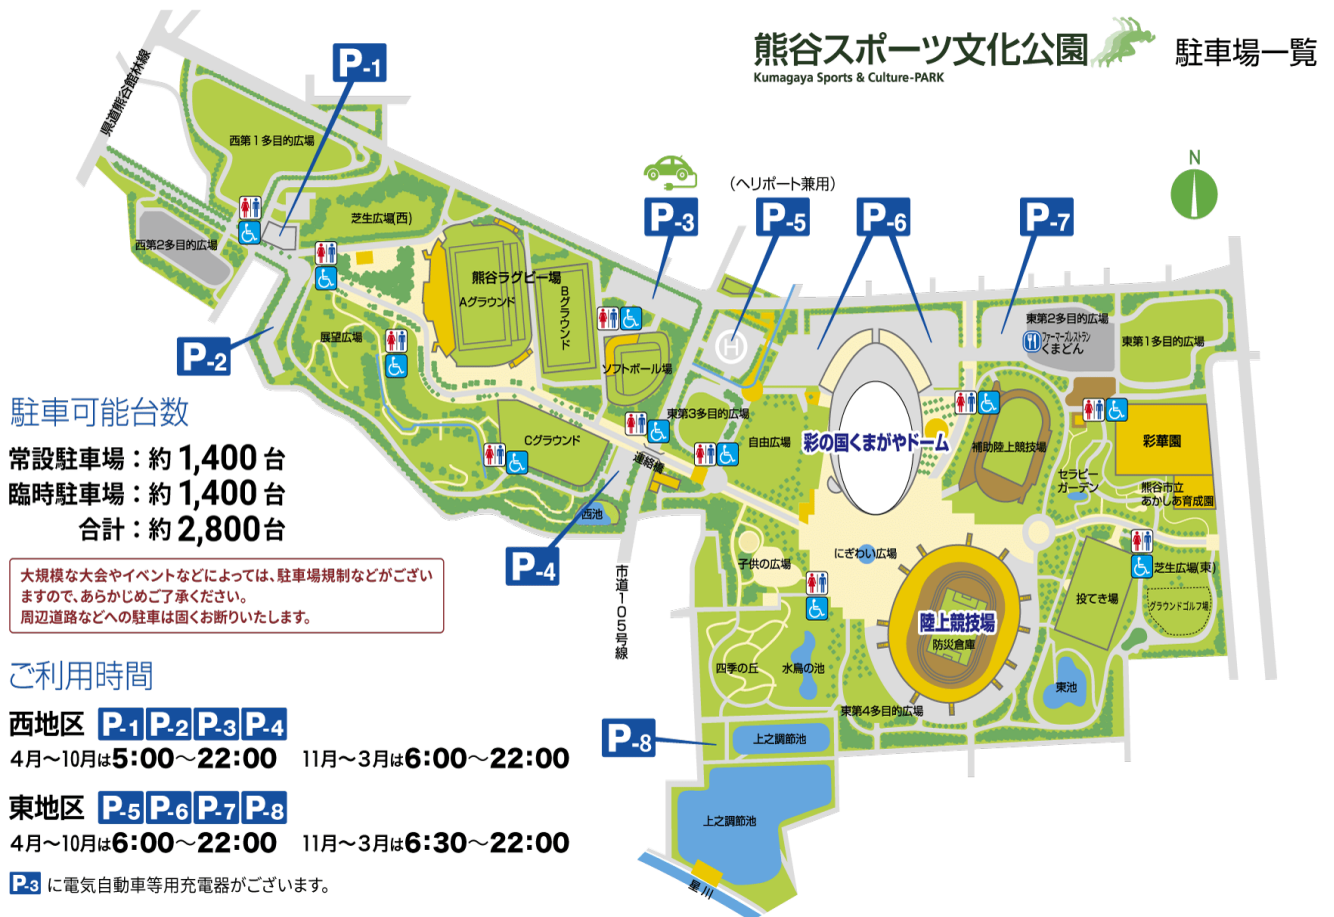 熊谷スポーツ文化公園
Kumagaya Sports & Culture-PARK
駐車場一覧
県道熊谷館林線
P-1
西第1多目的広場
芝生広場(西)
西第2多目的広場
P-2
展望広場
熊谷ラグビー場
Aグラウンド
Bグラウンド
Cグラウンド
ソフトボール場
P-3
(ヘリポート兼用)
P-5
H
P-6
P-7
N
東第2多目的広場
ファーマーズレストラン
くまどん
東第1多目的広場
東第3多目的広場
自由広場
彩の国くまがやドーム
補助陸上競技場
彩華園
セラピー
ガーデン
熊谷市立
あかしあ育成園
連絡橋
西池
P-4
市道105号線
子供の広場
にぎわい広場
陸上競技場
防災倉庫
投てき場
芝生広場(東)
グラウンドゴルフ場
四季の丘
水鳥の池
東池
東第4多目的広場
P-8
上之調節池
上之調節池
星川
駐車可能台数
常設駐車場：約1,400台
臨時駐車場：約1,400台
合計：約2,800台
大規模な大会やイベントなどによっては、駐車場規制などがござい
ますので、あらかじめご了承ください。
周辺道路などへの駐車は固くお断りいたします。
ご利用時間
西地区 P-1 P-2 P-3 P-4
4月〜10月は5:00〜22:00 11月〜3月は6:00〜22:00
東地区 P-5 P-6 P-7 P-8
4月〜10月は6:00〜22:00 11月〜3月は6:30〜22:00
P-3 に電気自動車等用充電器がございます。